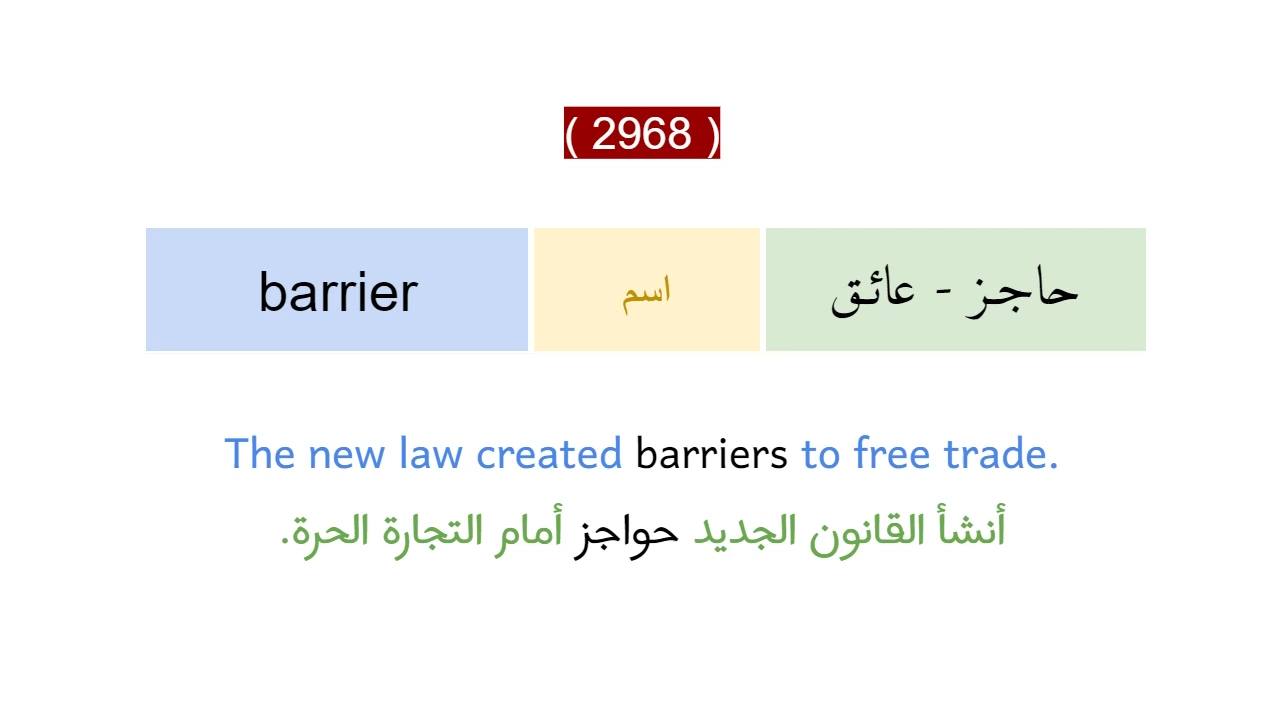 ( 2968 )
barrier
اسم
حاجز - عائق
The new law created barriers to free trade.
أنشأ القانون الجديد حواجز أمام التجارة الحرة.